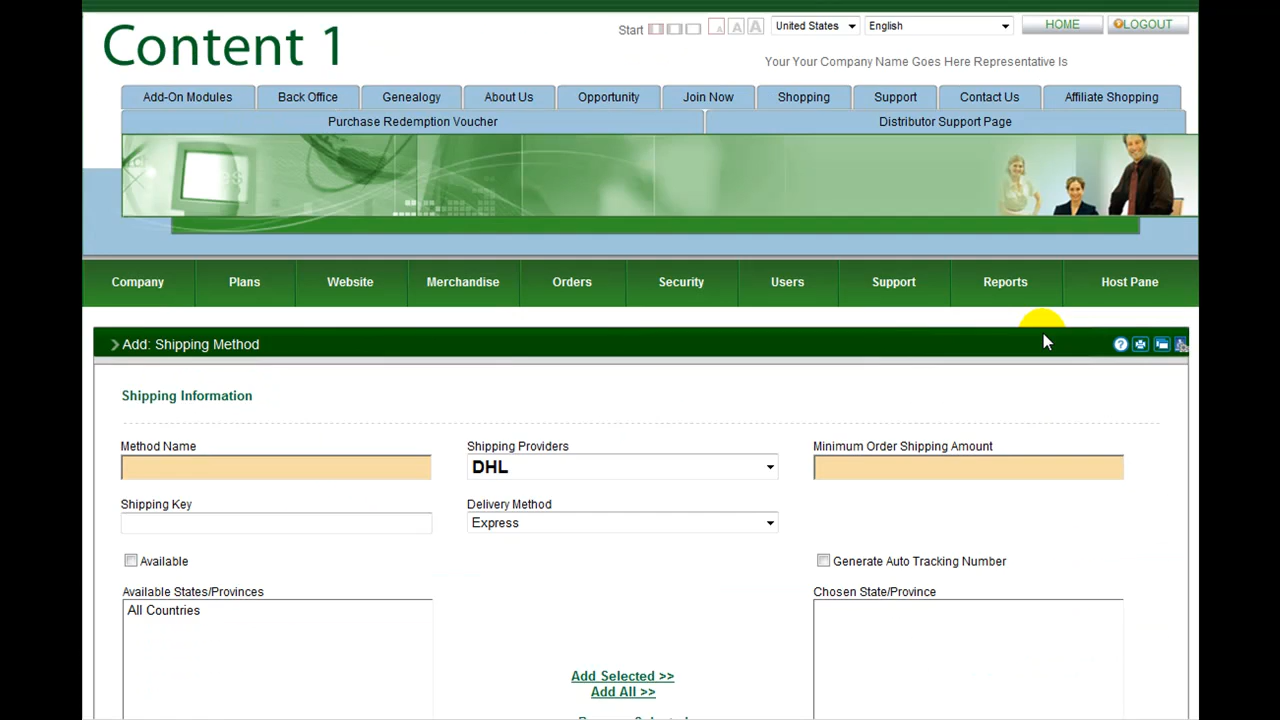 Content 1
Start A A A United States English HOME LOGOUT
Your Your Company Name Goes Here Representative Is
Add-On Modules Back Office Genealogy About Us Opportunity Join Now Shopping Support Contact Us Affiliate Shopping
Purchase Redemption Voucher Distributor Support Page
Company Plans Website Merchandise Orders Security Users Support Reports Host Pane
Add: Shipping Method
Shipping Information
Method Name Shipping Providers Minimum Order Shipping Amount
DHL
Shipping Key Delivery Method
Express
Available Generate Auto Tracking Number
Available States/Provinces Chosen State/Province
All Countries
Add Selected >>
Add All >>